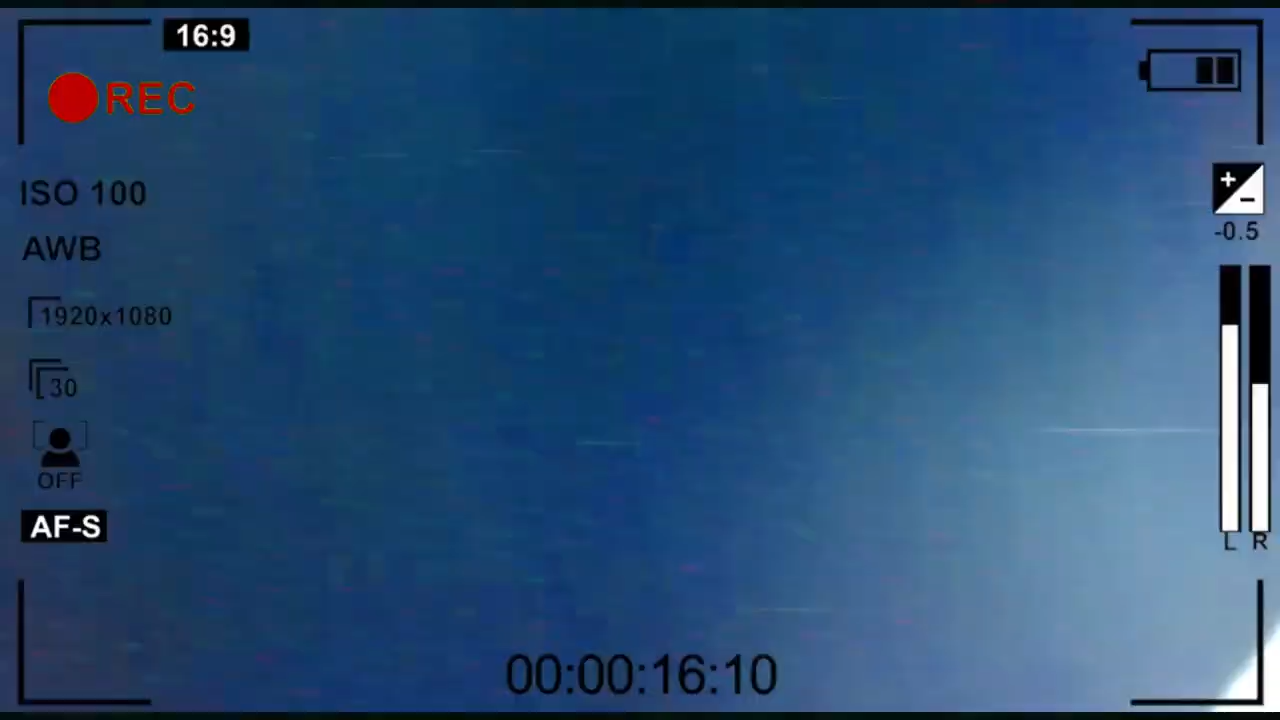 16:9
REC
ISO 100
AWB
-0.5
1920x1080
30
OFF
AF-S
L R
00:00:16:10